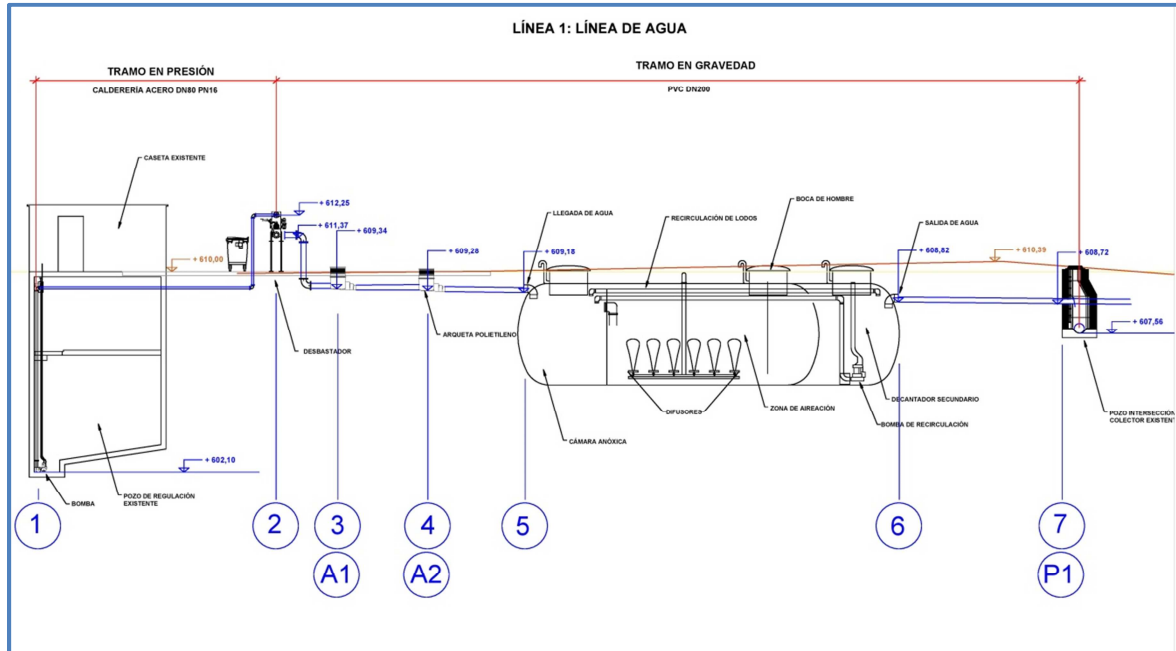 LÍNEA 1: LÍNEA DE AGUA
TRAMO EN PRESIÓN
TRAMO EN GRAVEDAD
CALDERERÍA ACERO DN80 PN16
PVC DN200
CASETA EXISTENTE
BOCA DE HOMBRE
+ 612,25
LLEGADA DE AGUA
RECIRCULACIÓN DE LODOS
SALIDA DE AGUA
+ 611,37
+ 609,34
+ 609,28
+ 609,18
+ 608,82
+ 610,39
+ 608,72
+ 610,00
+ 607,56
ARQUETA POLIETILENO
DESBASTADOR
DECANTADOR SECUNDARIO
ZONA DE AIREACIÓN
DIFUSORES
POZO INTERSECCIÓN
COLECTOR EXISTENT
BOMBA DE RECIRCULACIÓN
CÁMARA ANÓXICA
+ 602,10
POZO DE REGULACIÓN
EXISTENTE
BOMBA
1
2
3
4
5
6
7
A1
A2
P1